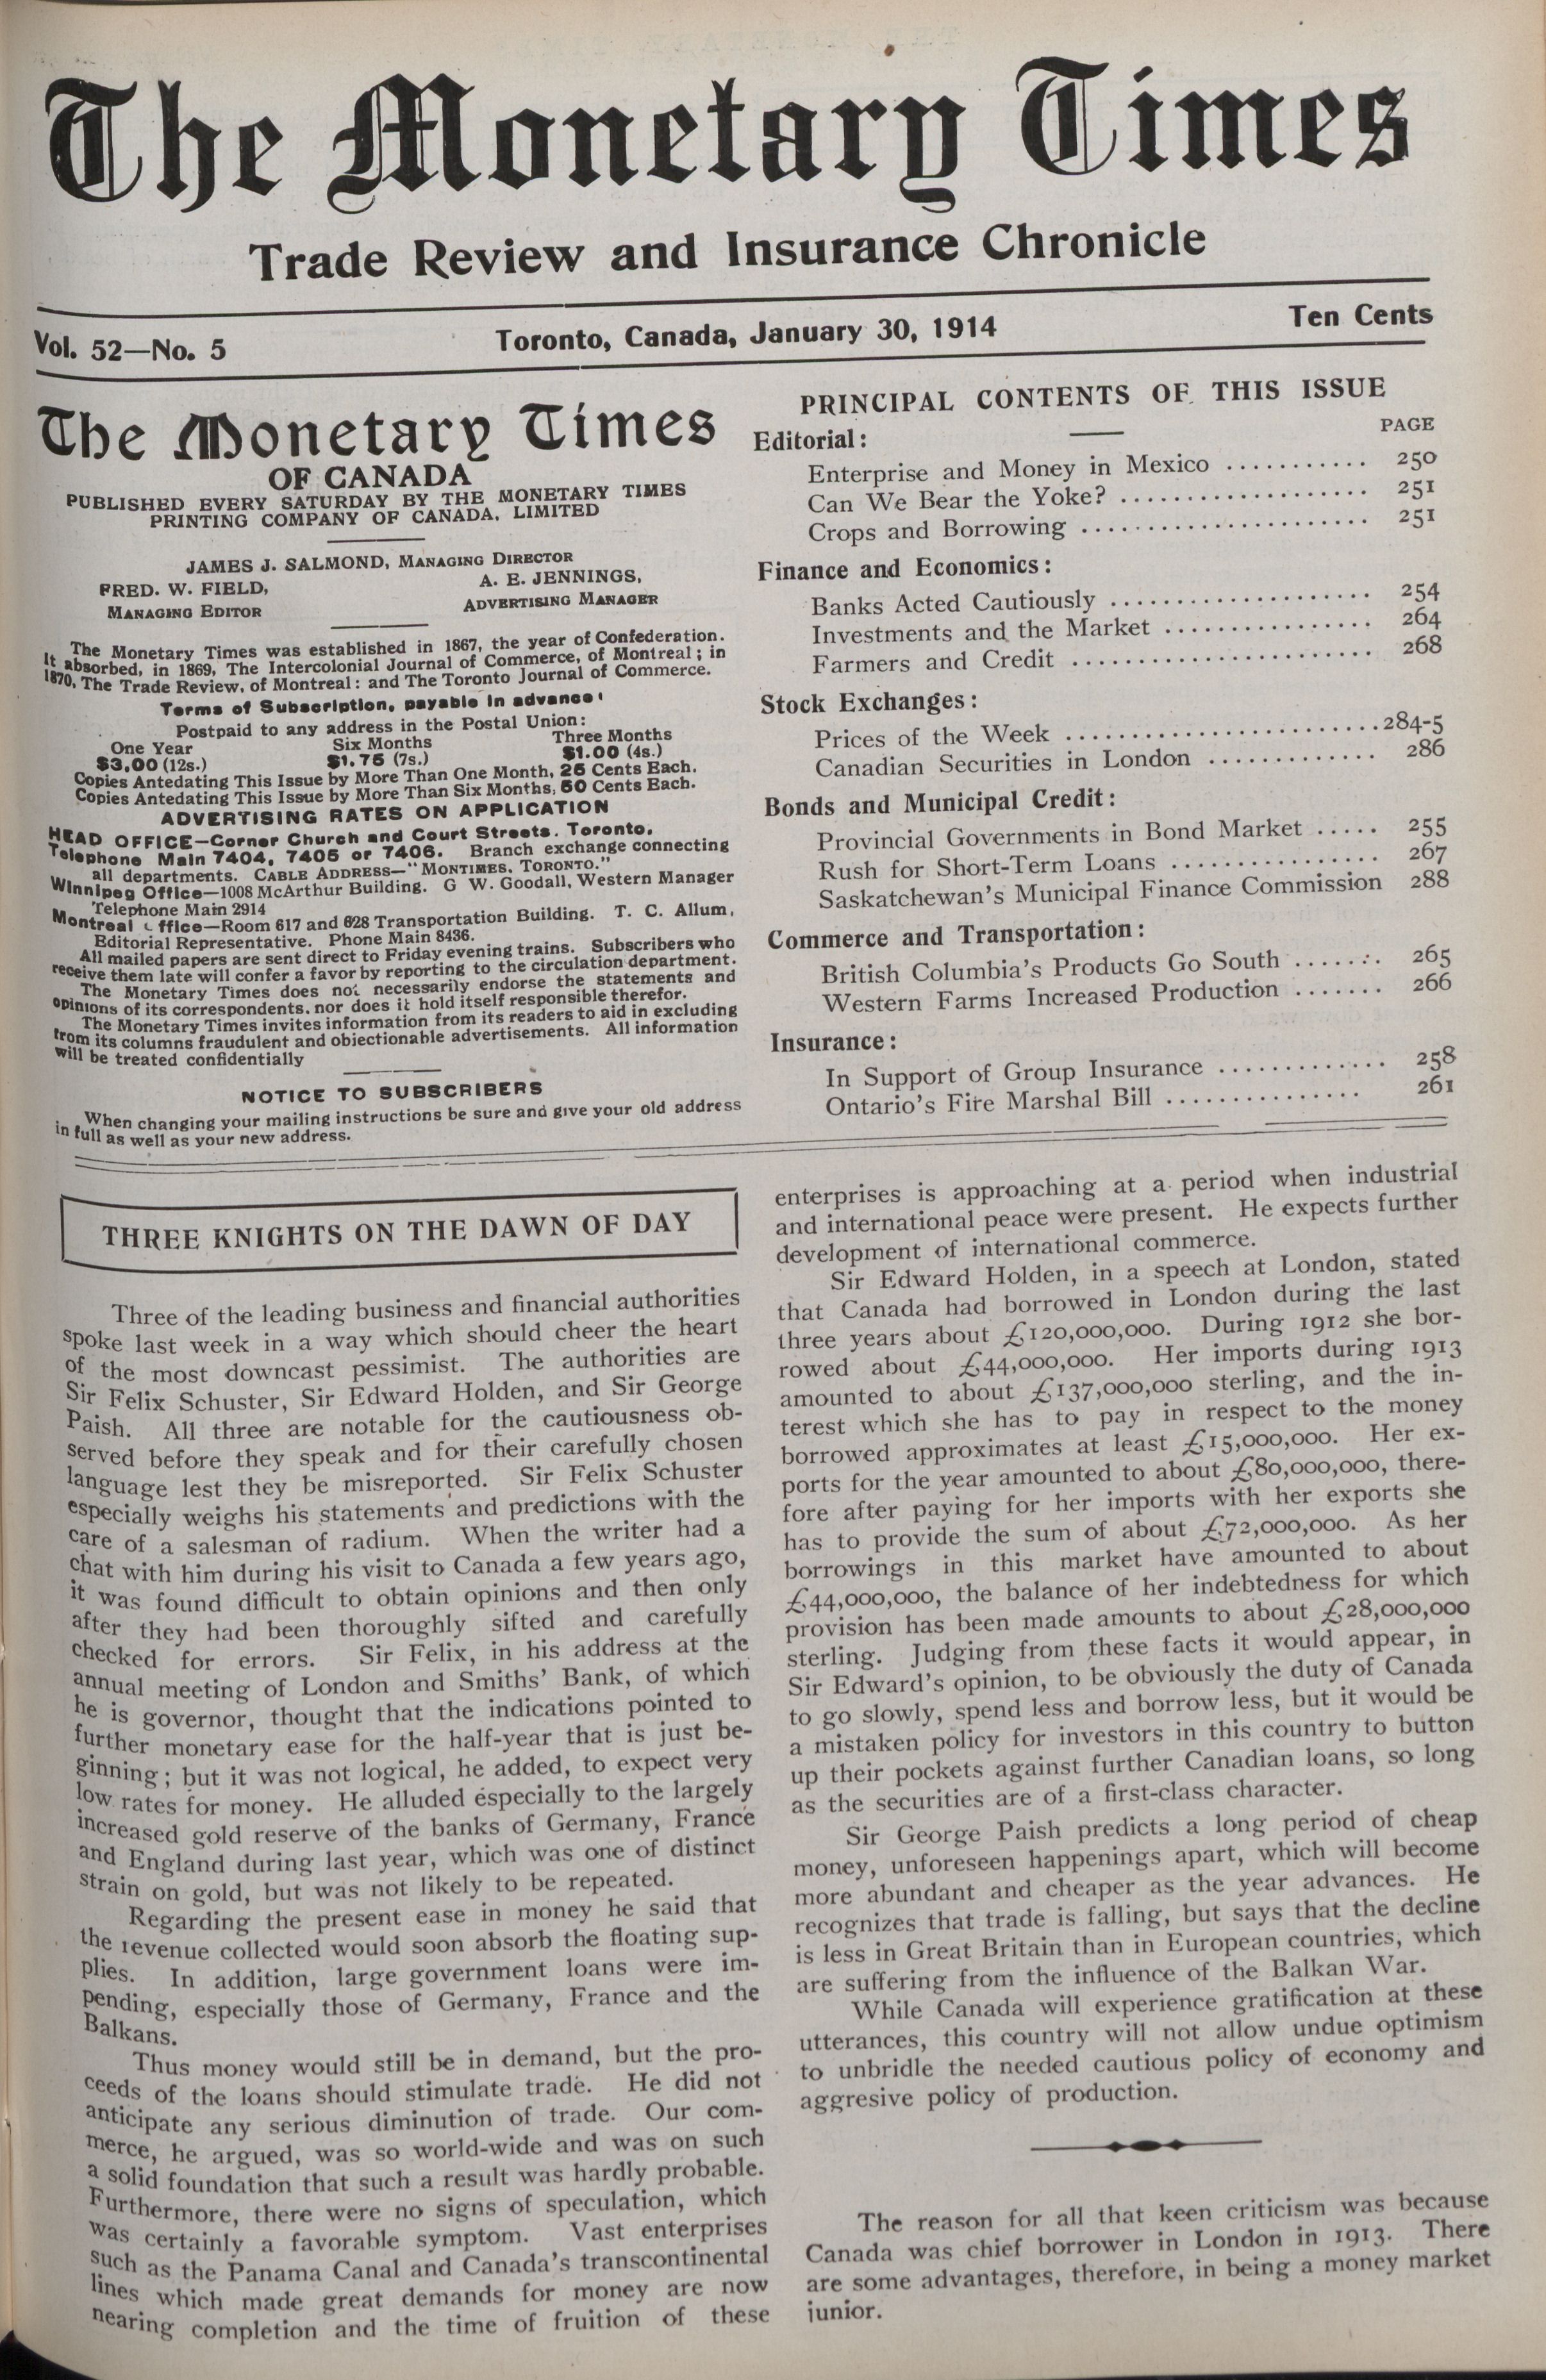 The Monetary Times
Trade Review and Insurance Chronicle
Vol. 52—No. 5
Toronto, Canada, January 30, 1914
Ten Cents
The Monetary Times
OF CANADA
PUBLISHED EVERY SATURDAY BY THE MONETARY TIMES
PRINTING COMPANY OF CANADA, LIMITED
JAMES J. SALMOND, MANAGING DIRECTOR
FRED. W. FIELD,
MANAGING EDITOR
A. E. JENNINGS,
ADVERTISING MANAGER
The Monetary Times was established in 1867, the year of Confederation.
It absorbed, in 1869, The Intercolonial Journal of Commerce, of Montreal; in
1870, The Trade Review, of Montreal: and The Toronto Journal of Commerce.
Terms of Subscription, payable in advance:
Postpaid to any address in the Postal Union:
One Year Six Months Three Months
$3.00 (12s.) $1.75 (7s.) $1.00 (4s.)
Copies Antedating This Issue by More Than One Month, 25 Cents Each.
Copies Antedating This Issue by More Than Six Months, 50 Cents Each.
ADVERTISING RATES ON APPLICATION
HEAD OFFICE—Corner Church and Court Streets. Toronto.
Telephone Main 7404, 7405 or 7406. Branch exchange connecting
all departments. CABLE ADDRESS—"MONTIMES, TORONTO."
Winnipeg Office—1008 McArthur Building. G W. Goodall, Western Manager
Telephone Main 2914
Montreal Office—Room 617 and 628 Transportation Building. T. C. Allum,
Editorial Representative. Phone Main 8436.
All mailed papers are sent direct to Friday evening trains. Subscribers who
receive them late will confer a favor by reporting to the circulation department.
The Monetary Times does not necessarily endorse the statements and
opinions of its correspondents, nor does it hold itself responsible therefor.
The Monetary Times invites information from its readers to aid in excluding
from its columns fraudulent and objectionable advertisements. All information
will be treated confidentially
NOTICE TO SUBSCRIBERS
When changing your mailing instructions be sure and give your old address
in full as well as your new address.
PRINCIPAL CONTENTS OF THIS ISSUE
PAGE
Editorial:
Enterprise and Money in Mexico ........... 250
Can We Bear the Yoke? ................... 251
Crops and Borrowing ...................... 251
Finance and Economics:
Banks Acted Cautiously .................... 254
Investments and the Market ................ 264
Farmers and Credit ....................... 268
Stock Exchanges:
Prices of the Week ........................284-5
Canadian Securities in London ............. 286
Bonds and Municipal Credit:
Provincial Governments in Bond Market ..... 255
Rush for Short-Term Loans ................ 267
Saskatchewan's Municipal Finance Commission 288
Commerce and Transportation:
British Columbia's Products Go South ....... 265
Western Farms Increased Production ....... 266
Insurance:
In Support of Group Insurance ............. 258
Ontario's Fire Marshal Bill ............... 261
THREE KNIGHTS ON THE DAWN OF DAY
Three of the leading business and financial authorities
spoke last week in a way which should cheer the heart
of the most downcast pessimist. The authorities are
Sir Felix Schuster, Sir Edward Holden, and Sir George
Paish. All three are notable for the cautiousness ob-
served before they speak and for their carefully chosen
language lest they be misreported. Sir Felix Schuster
especially weighs his statements and predictions with the
care of a salesman of radium. When the writer had a
chat with him during his visit to Canada a few years ago,
it was found difficult to obtain opinions and then only
after they had been thoroughly sifted and carefully
checked for errors. Sir Felix, in his address at the
annual meeting of London and Smiths' Bank, of which
he is governor, thought that the indications pointed to
further monetary ease for the half-year that is just be-
ginning; but it was not logical, he added, to expect very
low rates for money. He alluded especially to the largely
increased gold reserve of the banks of Germany, France
and England during last year, which was one of distinct
strain on gold, but was not likely to be repeated.
Regarding the present ease in money he said that
the revenue collected would soon absorb the floating sup-
plies. In addition, large government loans were im-
pending, especially those of Germany, France and the
Balkans.
Thus money would still be in demand, but the pro-
ceeds of the loans should stimulate trade. He did not
anticipate any serious diminution of trade. Our com-
merce, he argued, was so world-wide and was on such
a solid foundation that such a result was hardly probable.
Furthermore, there were no signs of speculation, which
was certainly a favorable symptom. Vast enterprises
such as the Panama Canal and Canada's transcontinental
lines which made great demands for money are now
nearing completion and the time of fruition of these
enterprises is approaching at a period when industrial
and international peace were present. He expects further
development of international commerce.
Sir Edward Holden, in a speech at London, stated
that Canada had borrowed in London during the last
three years about £120,000,000. During 1912 she bor-
rowed about £44,000,000. Her imports during 1913
amounted to about £137,000,000 sterling, and the in-
terest which she has to pay in respect to the money
borrowed approximates at least £15,000,000. Her ex-
ports for the year amounted to about £80,000,000, there-
fore after paying for her imports with her exports she
has to provide the sum of about £72,000,000. As her
borrowings in this market have amounted to about
£44,000,000, the balance of her indebtedness for which
provision has been made amounts to about £28,000,000
sterling. Judging from these facts it would appear, in
Sir Edward's opinion, to be obviously the duty of Canada
to go slowly, spend less and borrow less, but it would be
a mistaken policy for investors in this country to button
up their pockets against further Canadian loans, so long
as the securities are of a first-class character.
Sir George Paish predicts a long period of cheap
money, unforeseen happenings apart, which will become
more abundant and cheaper as the year advances. He
recognizes that trade is falling, but says that the decline
is less in Great Britain than in European countries, which
are suffering from the influence of the Balkan War.
While Canada will experience gratification at these
utterances, this country will not allow undue optimism
to unbridle the needed cautious policy of economy and
aggresive policy of production.
The reason for all that keen criticism was because
Canada was chief borrower in London in 1913. There
are some advantages, therefore, in being a money market
junior.